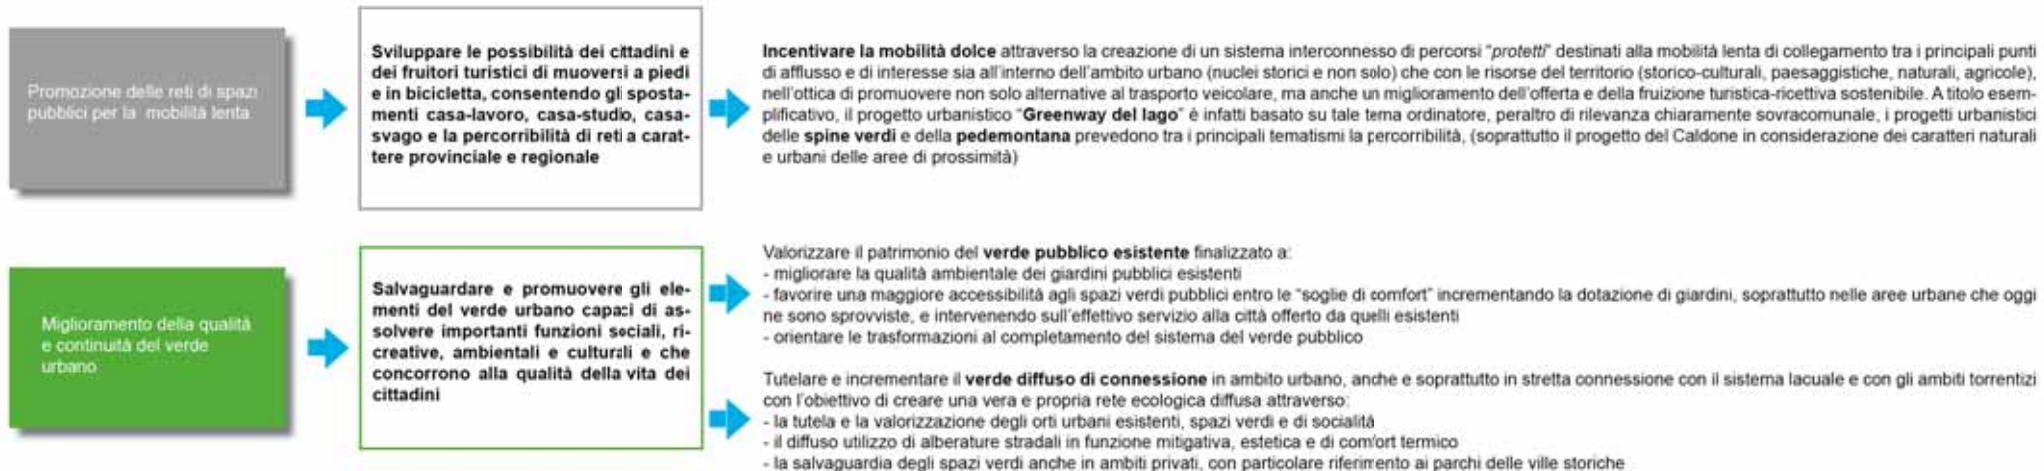 Promozione delle reti di spazi
pubblici per la mobilità lenta
Sviluppare le possibilità dei cittadini e
dei fruitori turistici di muoversi a piedi
e in bicicletta, consentendo gli sposta-
menti casa-lavoro, casa-studio, casa-
svago e la percorribilità di reti a carat-
tere provinciale e regionale
Incentivare la mobilità dolce attraverso la creazione di un sistema interconnesso di percorsi "protetti" destinati alla mobilità lenta di collegamento tra i principali punti
di afflusso e di interesse sia all'interno dell'ambito urbano (nuclei storici e non solo) che con le risorse del territorio (storico-culturali, paesaggistiche, naturali, agricole),
nell'ottica di promuovere non solo alternative al trasporto veicolare, ma anche un miglioramento dell'offerta e della fruizione turistica-ricettiva sostenibile. A titolo esem-
plificativo, il progetto urbanistico "Greenway del lago" è infatti basato su tale tema ordinatore, peraltro di rilevanza chiaramente sovracomunale, i progetti urbanistici
delle spine verdi e della pedemontana prevedono tra i principali tematismi la percorribilità, (soprattutto il progetto del Caldone in considerazione dei caratteri naturali
e urbani delle aree di prossimità)
Miglioramento della qualità
e continuità del verde
urbano
Salvaguardare e promuovere gli ele-
menti del verde urbano capaci di as-
solvere importanti funzioni sociali, ri-
creative, ambientali e culturali e che
concorrono alla qualità della vita dei
cittadini
Valorizzare il patrimonio del verde pubblico esistente finalizzato a:
- migliorare la qualità ambientale dei giardini pubblici esistenti
- favorire una maggiore accessibilità agli spazi verdi pubblici entro le "soglie di comfort" incrementando la dotazione di giardini, soprattutto nelle aree urbane che oggi
ne sono sprovviste, e intervenendo sull'effettivo servizio alla città offerto da quelli esistenti
- orientare le trasformazioni al completamento del sistema del verde pubblico
Tutelare e incrementare il verde diffuso di connessione in ambito urbano, anche e soprattutto in stretta connessione con il sistema lacuale e con gli ambiti torrentizi
con l'obiettivo di creare una vera e propria rete ecologica diffusa attraverso:
- la tutela e la valorizzazione degli orti urbani esistenti, spazi verdi e di socialità
- il diffuso utilizzo di alberature stradali in funzione mitigativa, estetica e di comfort termico
- la salvaguardia degli spazi verdi anche in ambiti privati, con particolare riferimento ai parchi delle ville storiche